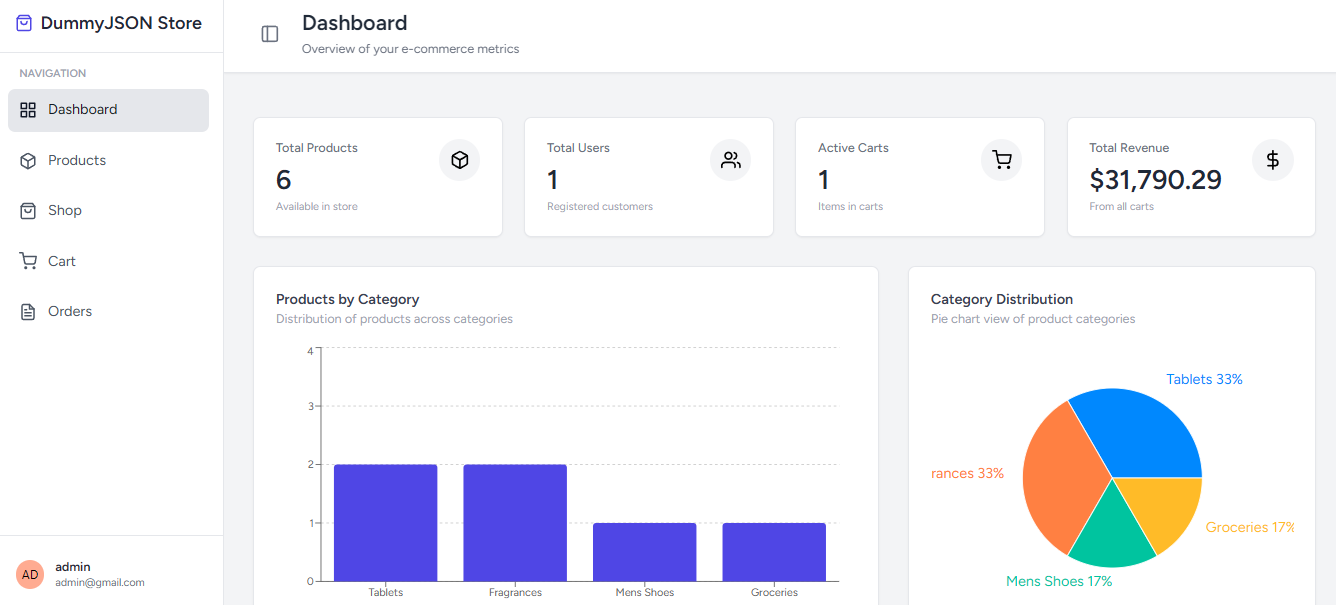 DummyJSON Store
NAVIGATION
Dashboard
Products
Shop
Cart
Orders
AD
admin
admin@gmail.com
Dashboard
Overview of your e-commerce metrics
Total Products
6
Available in store
Total Users
1
Registered customers
Active Carts
1
Items in carts
Total Revenue
$31,790.29
From all carts
Products by Category
Distribution of products across categories
4
3
2
1
0
Tablets
Fragrances
Mens Shoes
Groceries
Category Distribution
Pie chart view of product categories
Tablets 33%
rances 33%
Groceries 17%
Mens Shoes 17%